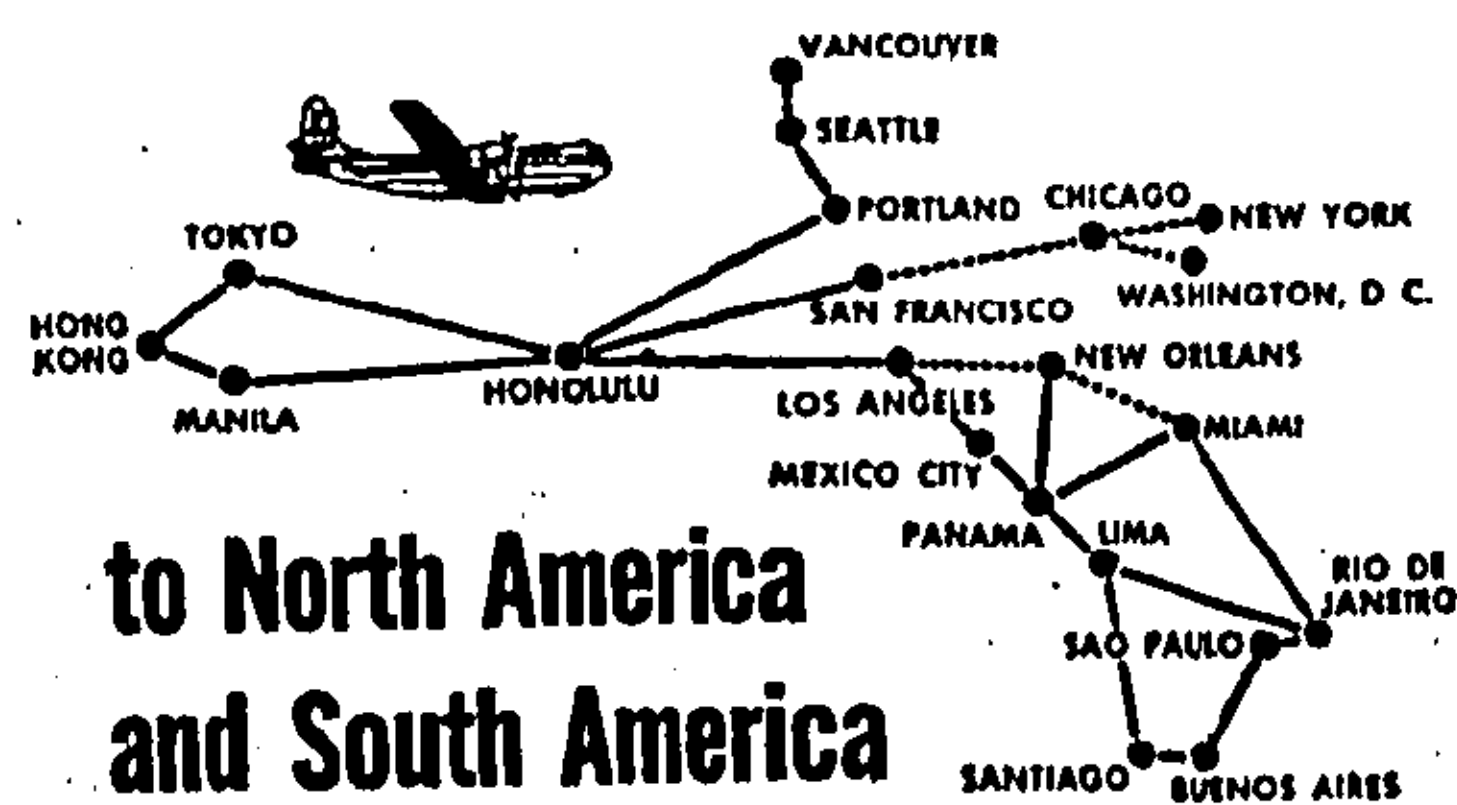 VANCOUVER
SEATTLE
PORTLAND
CHICAGO
NEW YORK
TOKYO
WASHINGTON, D C.
SAN FRANCISCO
HONG
KONG
NEW ORLEANS
HONOLULU
LOS ANGELES
MANILA
MIAMI
MEXICO CITY
PANAMA
LIMA
to North America
RIO DE
JANEIRO
SAO PAULO
and South America
SANTIAGO
BUENOS AIRES